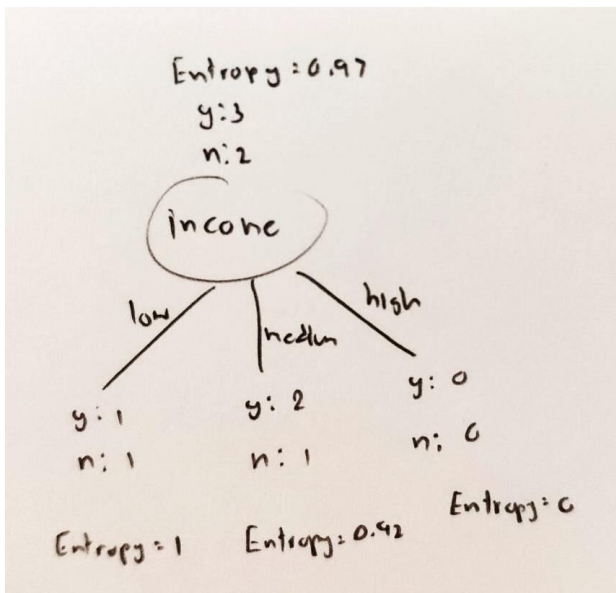 Entropy = 0.97
y: 3
n: 2
income
low
medium
high
y: 1
n: 1
y: 2
n: 1
y: 0
n: 0
Entropy = 1
Entropy = 0.92
Entropy = 0